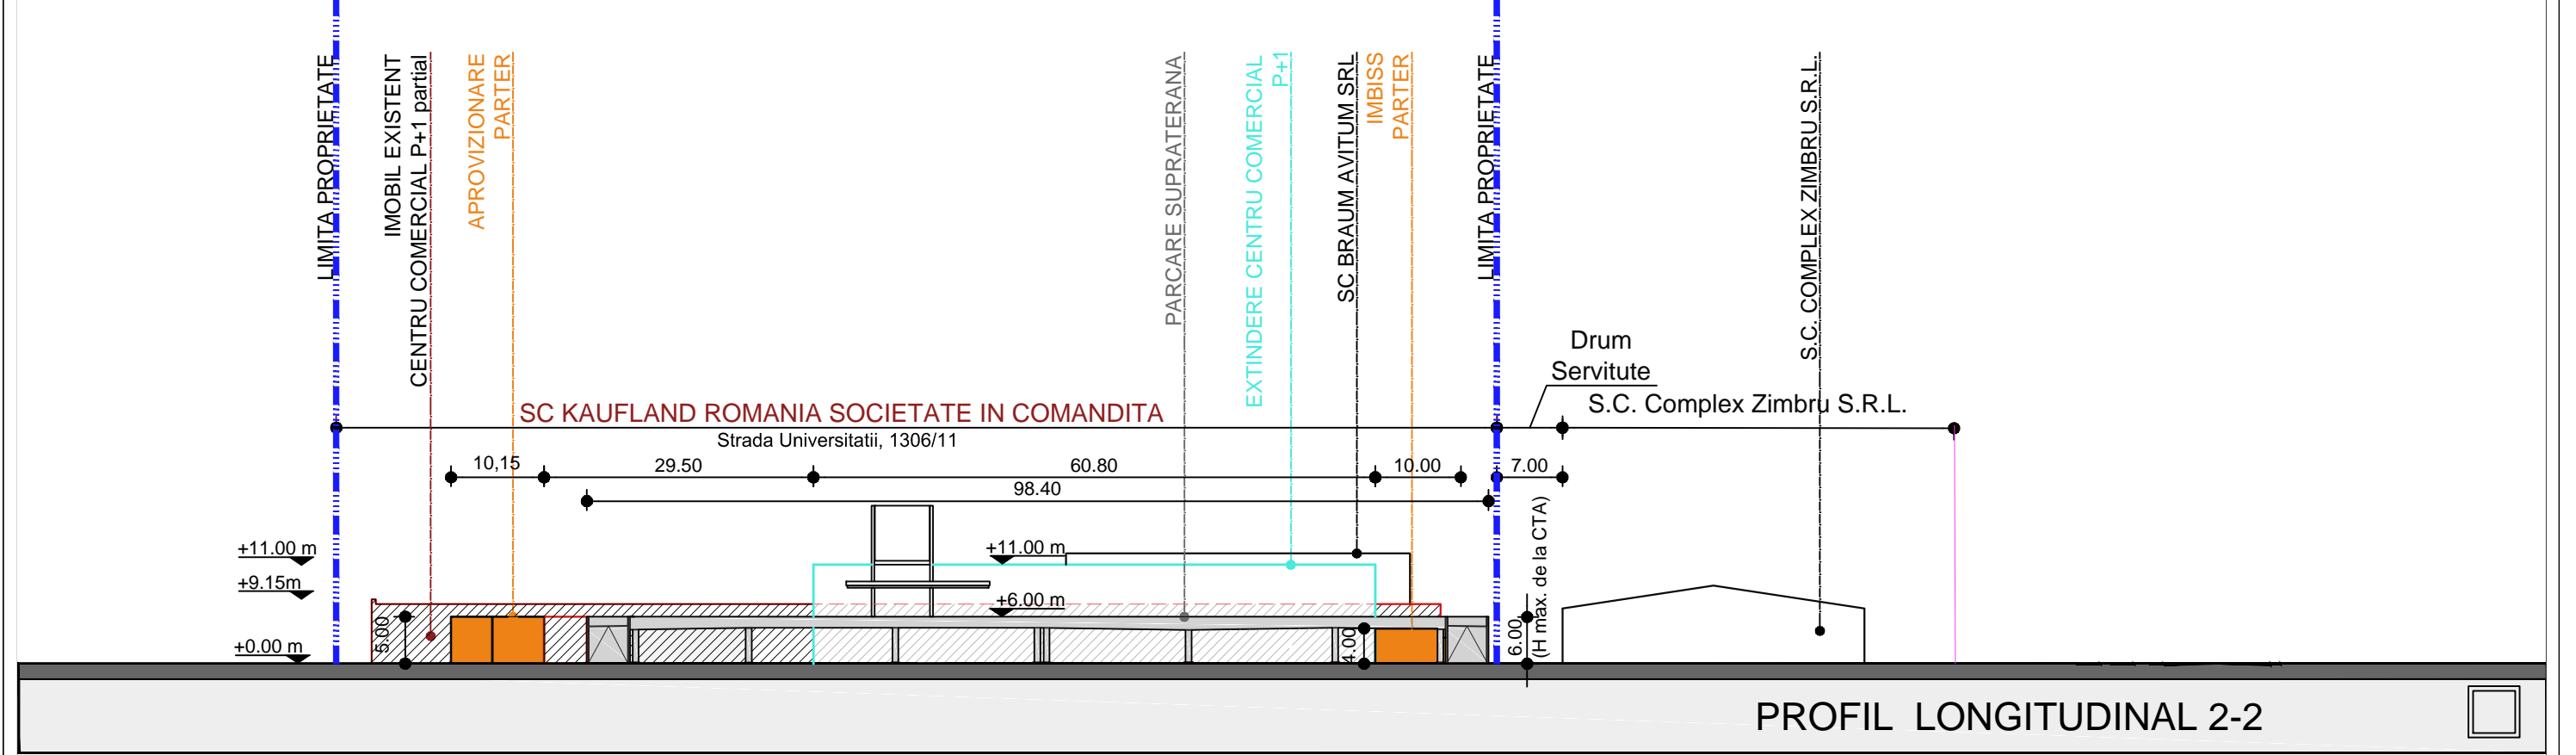 LIMITA PROPRIETATE
IMOBIL EXISTENT
CENTRU COMERCIAL P+1 partial
APROVIZIONARE
PARTER
PARCARE SUPRATERANA
EXTINDERE CENTRU COMERCIAL
P+1
SC BRAUM AVITUM SRL
IMBISS
PARTER
LIMITA PROPRIETATE
S.C. COMPLEX ZIMBRU S.R.L.
Drum
Servitute
SC KAUFLAND ROMANIA SOCIETATE IN COMANDITA
S.C. Complex Zimbru S.R.L.
Strada Universitatii, 1306/11
10,15
29.50
60.80
10.00
7.00
98.40
+11.00 m
+9.15m
+0.00 m
+11.00 m
+6.00 m
5.00
4.00
6.00
(H max. de la CTA)
PROFIL LONGITUDINAL 2-2